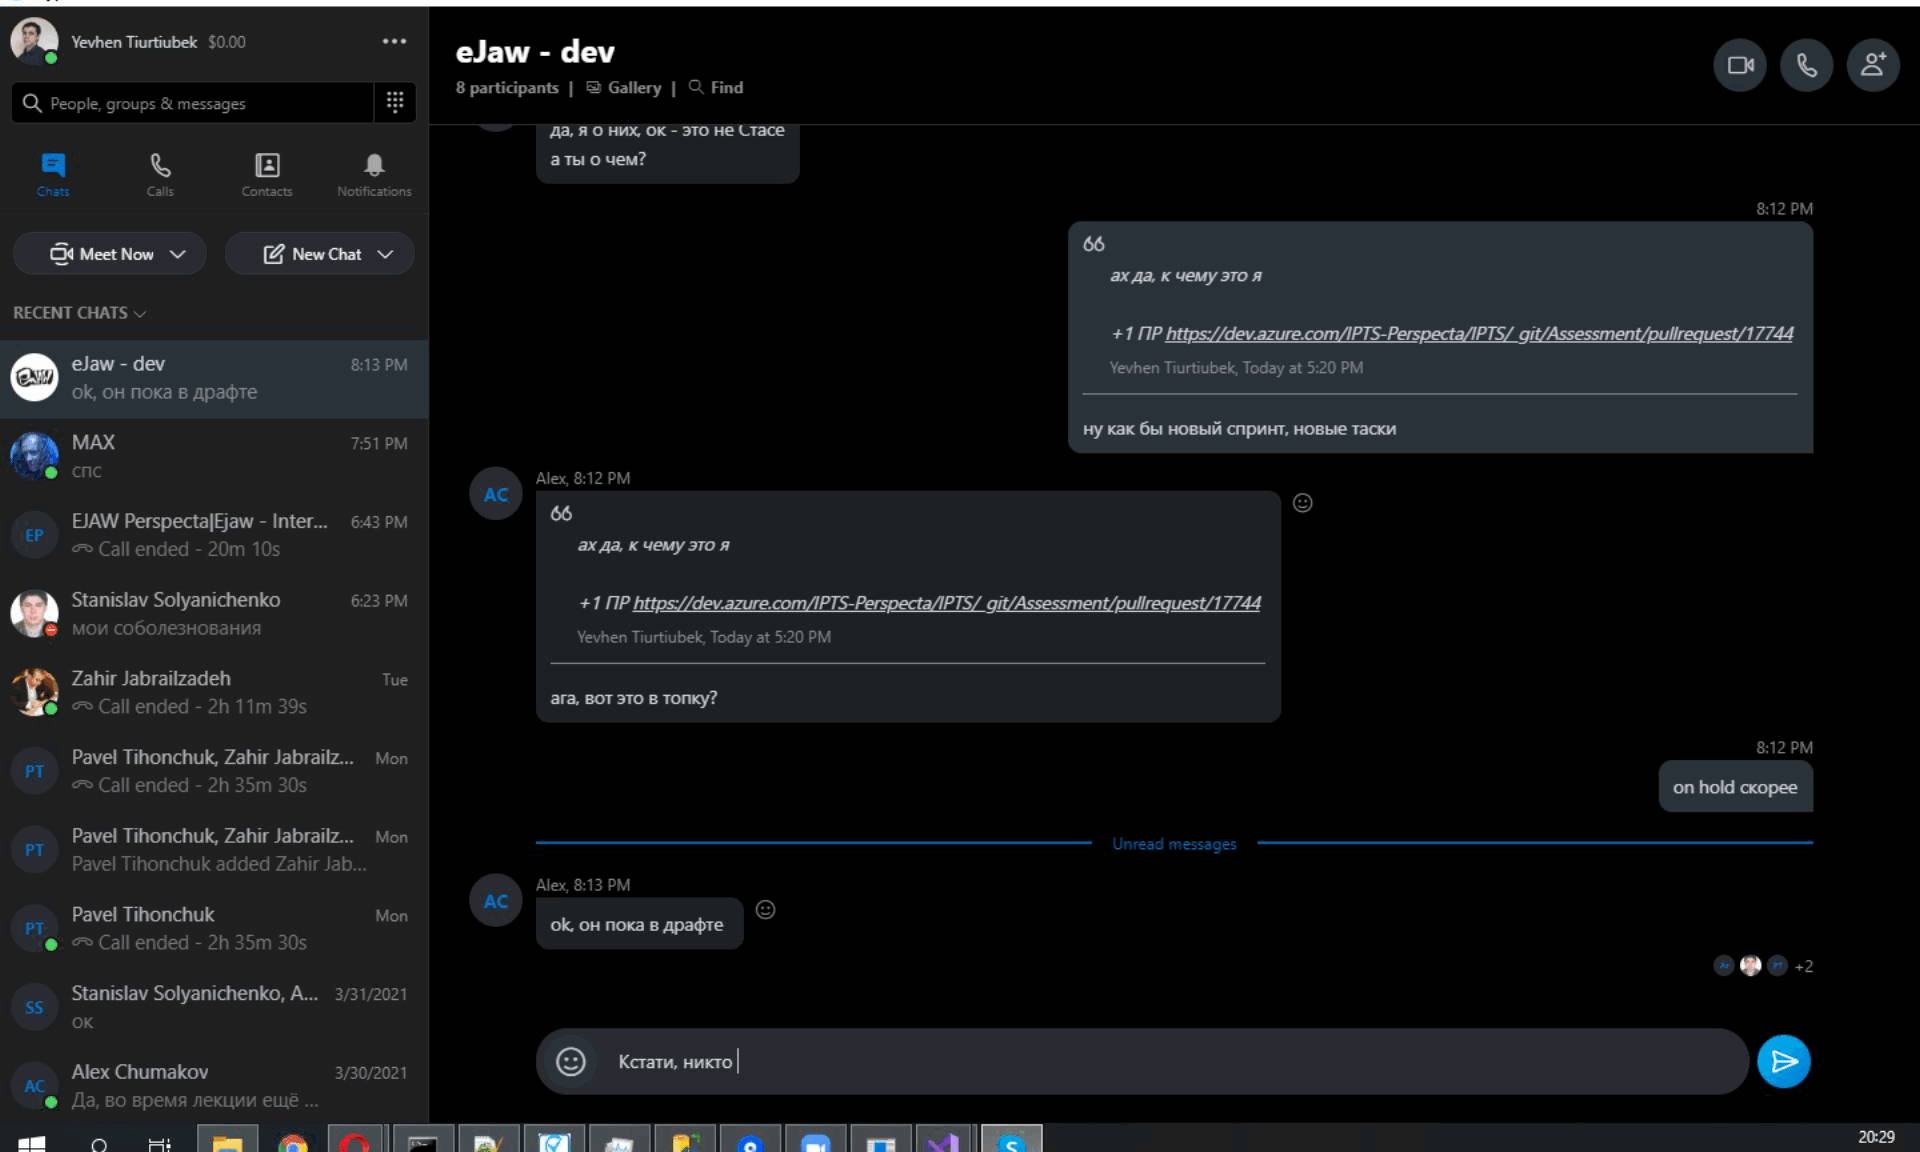 Yevhen Tiurtiubek $0.00
People, groups & messages
Chats
Calls
Contacts
Notifications
Meet Now
New Chat
RECENT CHATS
eJaw - dev 8:13 PM
ok, он пока в драфте
MAX 7:51 PM
спс
EP
EJAW Perspecta|Ejaw - Inter... 6:43 PM
Call ended - 20m 10s
Stanislav Solyanichenko 6:23 PM
мои соболезнования
Zahir Jabrailzadeh Tue
Call ended - 2h 11m 39s
PT
Pavel Tihonchuk, Zahir Jabrailz... Mon
Call ended - 2h 35m 30s
PT
Pavel Tihonchuk, Zahir Jabrailz... Mon
Pavel Tihonchuk added Zahir Jab...
PT
Pavel Tihonchuk Mon
Call ended - 2h 35m 30s
SS
Stanislav Solyanichenko, A... 3/31/2021
ок
AC
Alex Chumakov 3/30/2021
Да, во время лекции ещё ...
eJaw - dev
8 participants | Gallery | Find
да, я о них, ок - это не Стасе
а ты о чем?
8:12 PM
ах да, к чему это я
+1 ПР https://dev.azure.com/IPTS-Perspecta/IPTS/_git/Assessment/pullrequest/17744
Yevhen Tiurtiubek, Today at 5:20 PM
ну как бы новый спринт, новые таски
AC
Alex, 8:12 PM
ах да, к чему это я
+1 ПР https://dev.azure.com/IPTS-Perspecta/IPTS/_git/Assessment/pullrequest/17744
Yevhen Tiurtiubek, Today at 5:20 PM
ага, вот это в топку?
8:12 PM
on hold скорее
Unread messages
AC
Alex, 8:13 PM
ok, он пока в драфте
+2
Кстати, никто
20:29